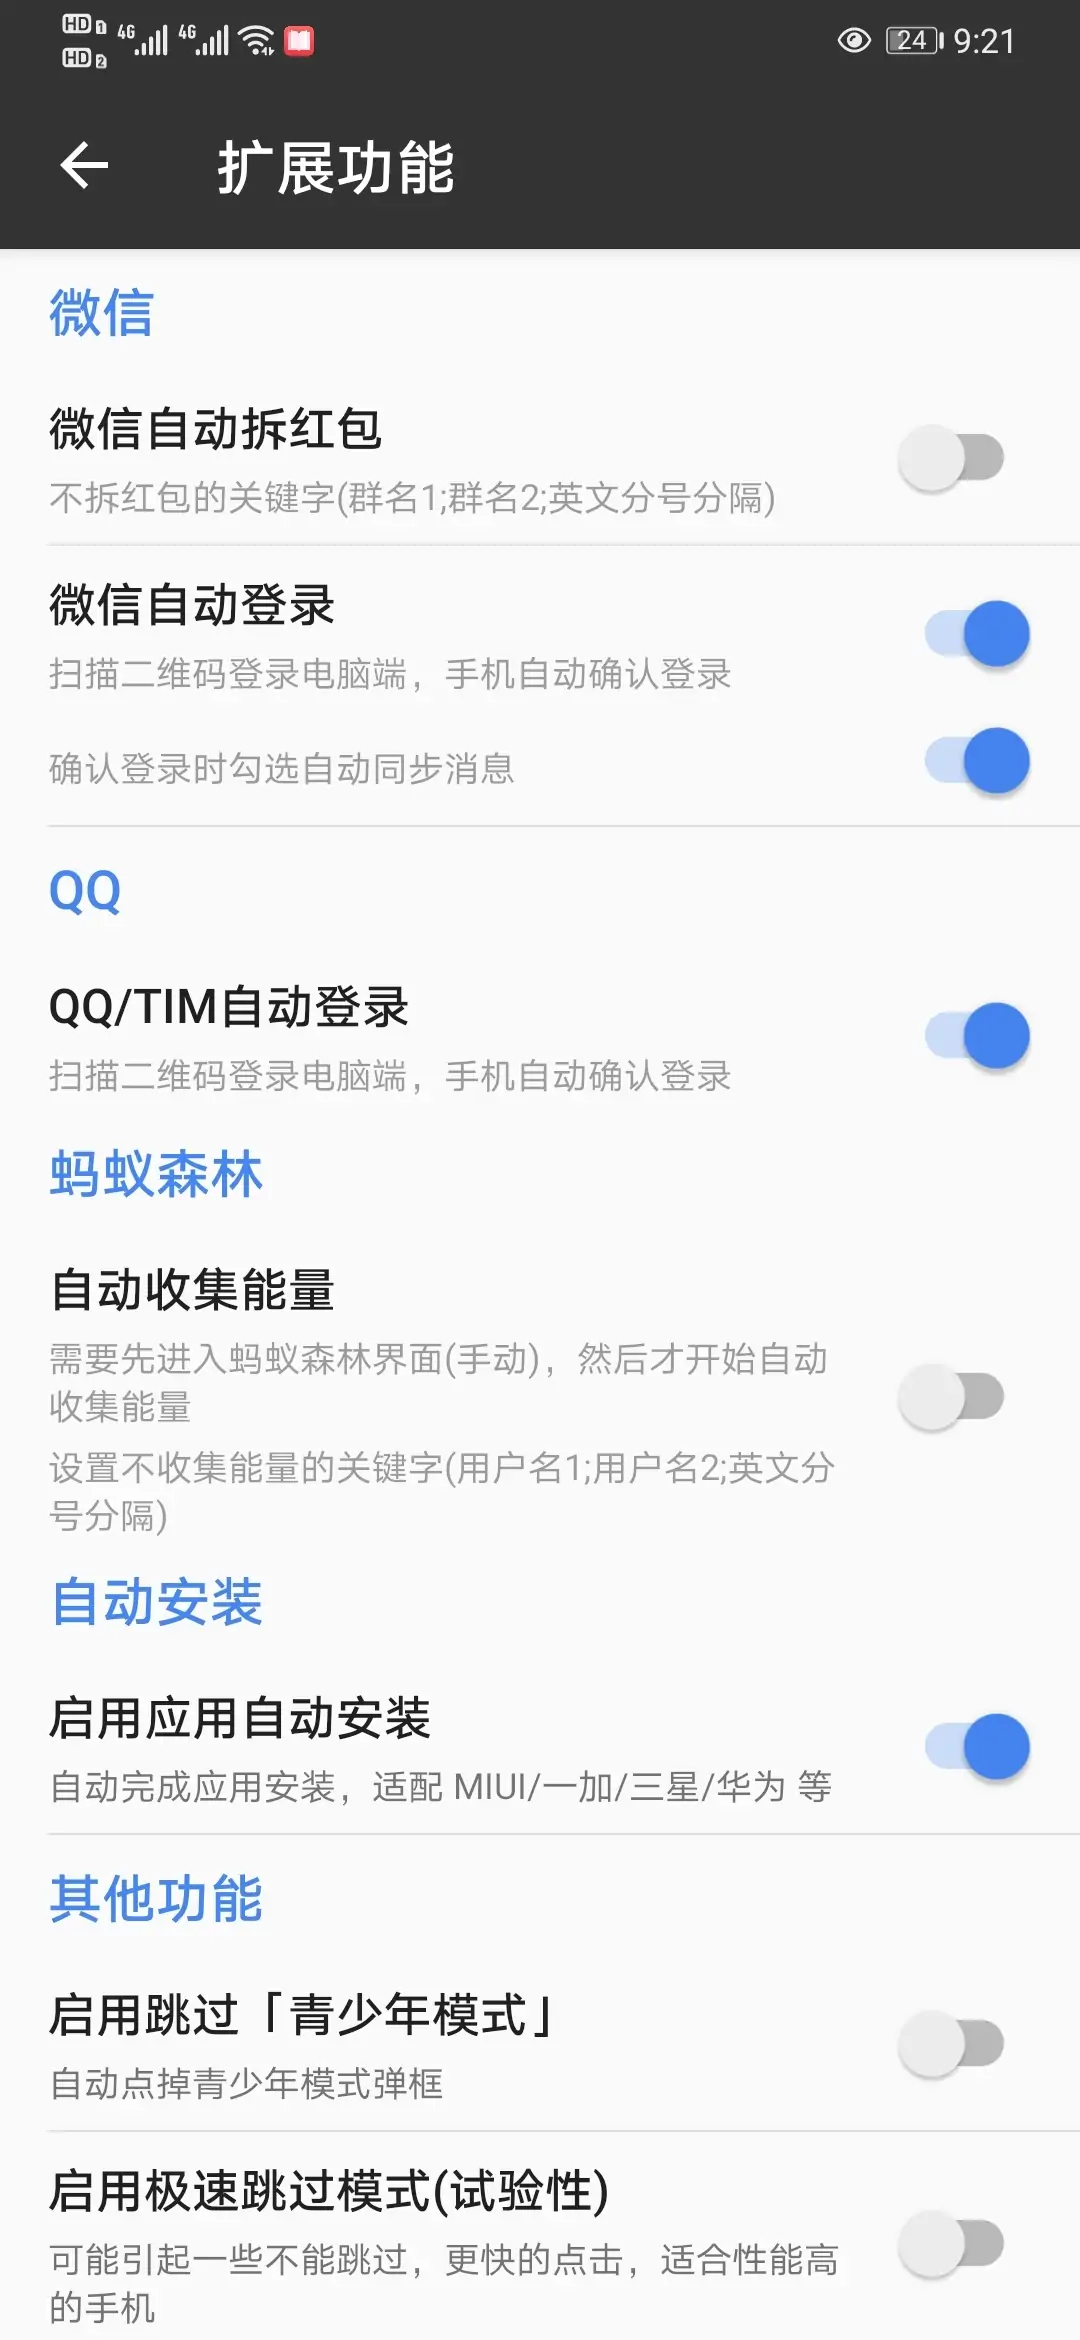 HD 1 4G 4G 24 9:21
HD 2
扩展功能
微信
微信自动拆红包
不拆红包的关键字(群名1;群名2;英文分号分隔)
微信自动登录
扫描二维码登录电脑端，手机自动确认登录
确认登录时勾选自动同步消息
QQ
QQ/TIM自动登录
扫描二维码登录电脑端，手机自动确认登录
蚂蚁森林
自动收集能量
需要先进入蚂蚁森林界面(手动)，然后才开始自动
收集能量
设置不收集能量的关键字(用户名1;用户名2;英文分
号分隔)
自动安装
启用应用自动安装
自动完成应用安装，适配 MIUI/一加/三星/华为 等
其他功能
启用跳过「青少年模式」
自动点掉青少年模式弹框
启用极速跳过模式(试验性)
可能引起一些不能跳过，更快的点击，适合性能高
的手机